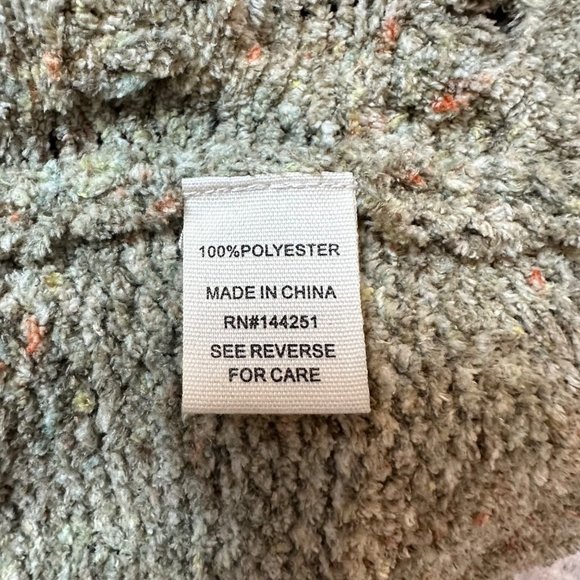 100%POLYESTER
MADE IN CHINA
RN#144251
SEE REVERSE
FOR CARE